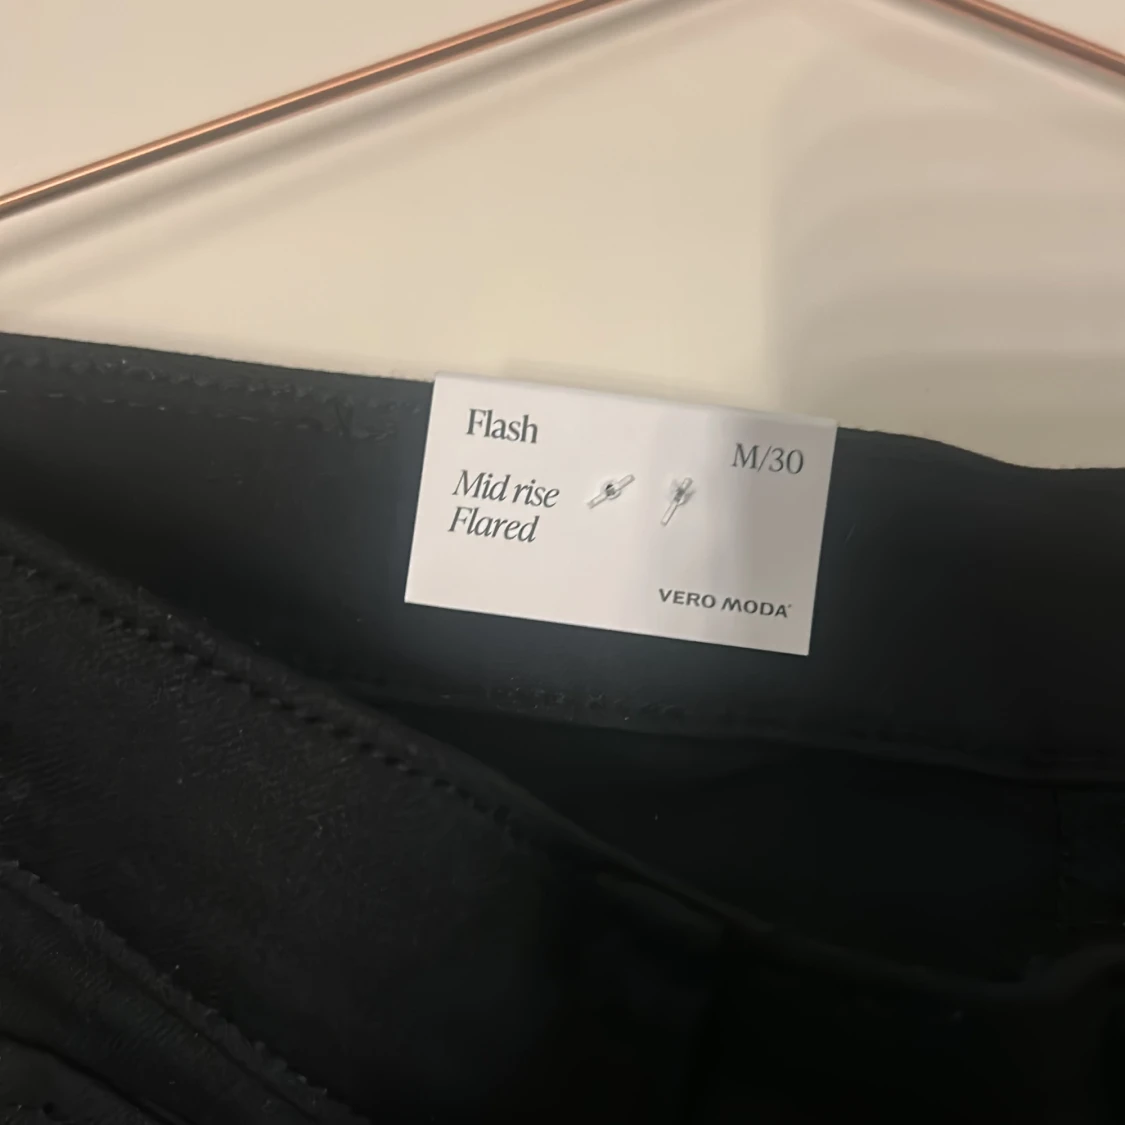 Flash
M/30
Mid rise
Flared
VERO MODA